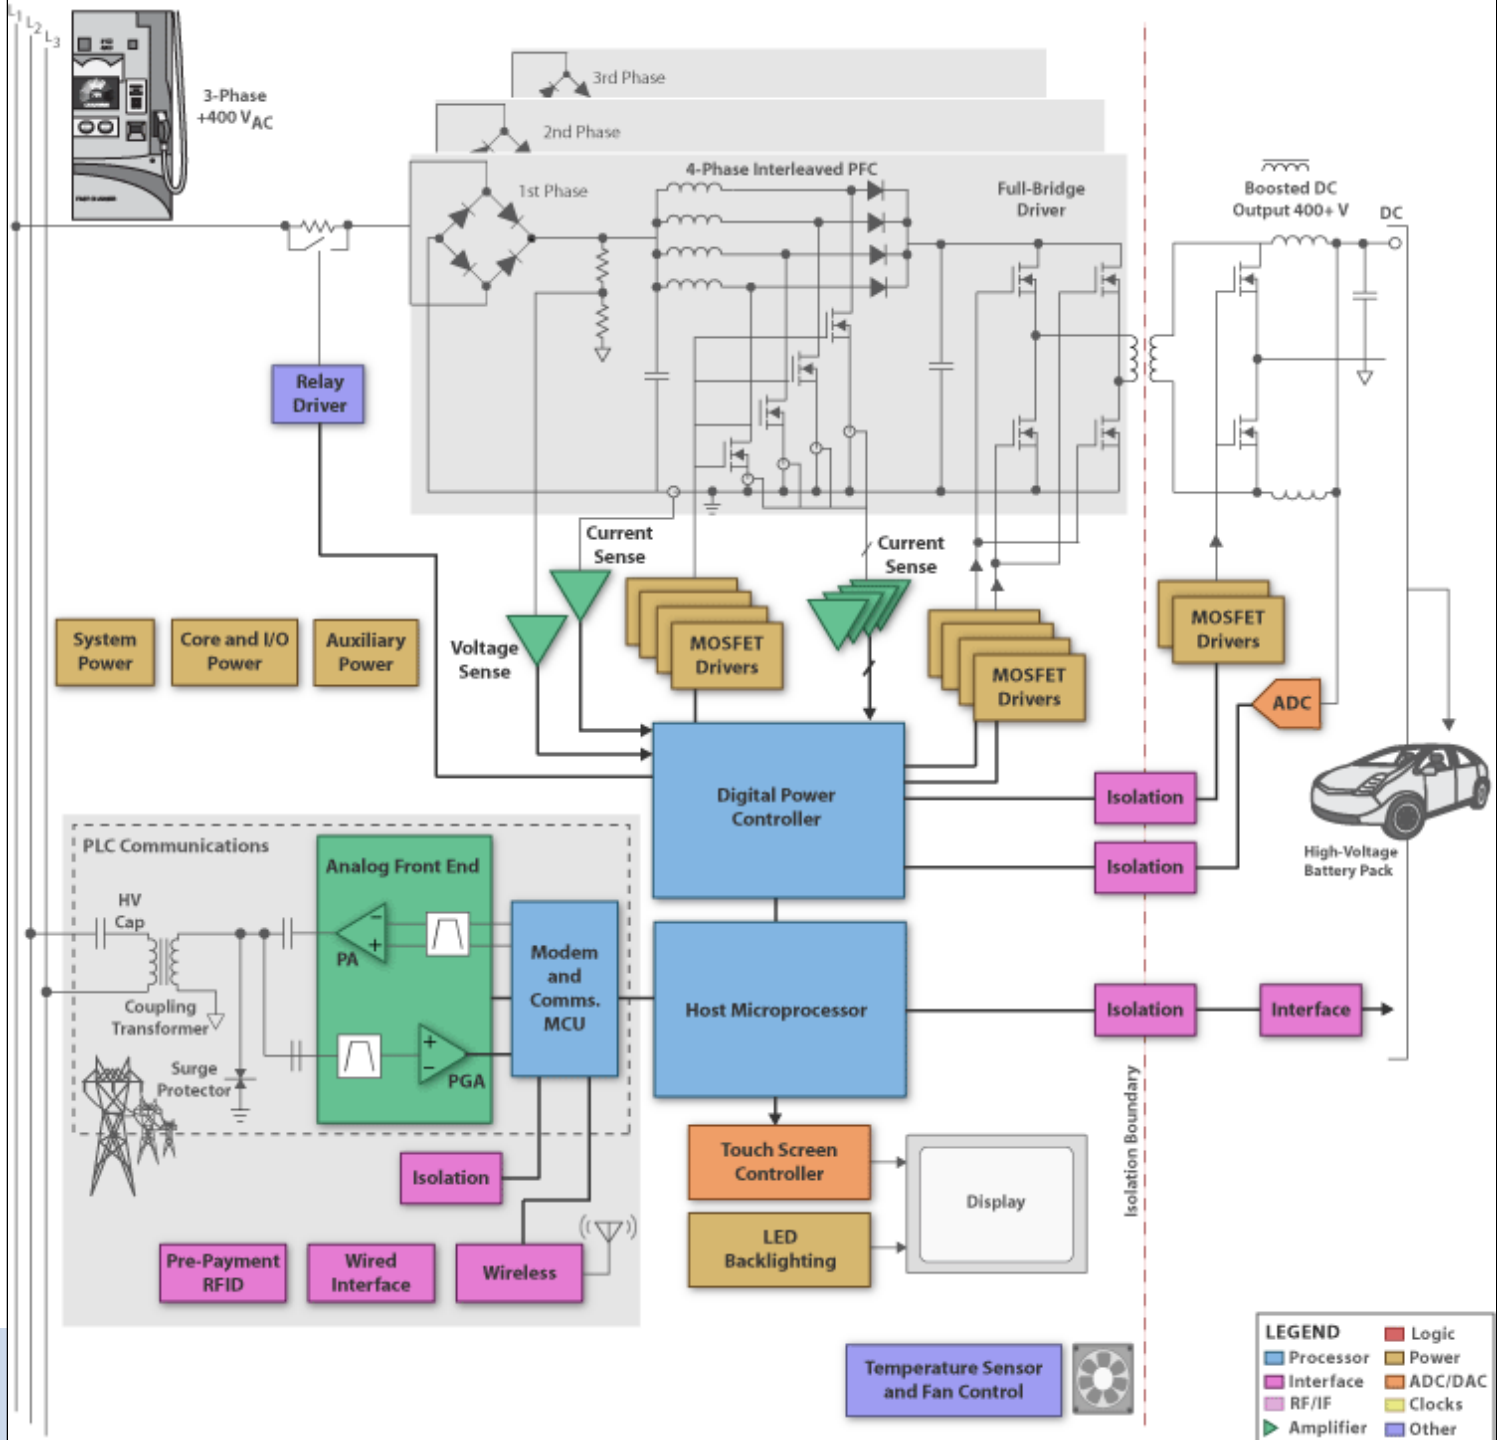 L1
L2
L3
3-Phase
+400 VAC
3rd Phase
2nd Phase
1st Phase
4-Phase Interleaved PFC
Full-Bridge
Driver
Boosted DC
Output 400+ V
DC
Relay
Driver
Current
Sense
Current
Sense
Voltage
Sense
System
Power
Core and I/O
Power
Auxiliary
Power
MOSFET
Drivers
MOSFET
Drivers
MOSFET
Drivers
ADC
Digital Power
Controller
Isolation
Isolation
High-Voltage
Battery Pack
PLC Communications
Analog Front End
HV
Cap
PA
−
+
Modem
and
Comms.
MCU
Host Microprocessor
Isolation
Interface
Coupling
Transformer
Surge
Protector
+
−
PGA
Isolation Boundary
Isolation
Touch Screen
Controller
Display
LED
Backlighting
Pre-Payment
RFID
Wired
Interface
Wireless
Temperature Sensor
and Fan Control
LEGEND
Logic
Processor
Power
Interface
ADC/DAC
RF/IF
Clocks
Amplifier
Other